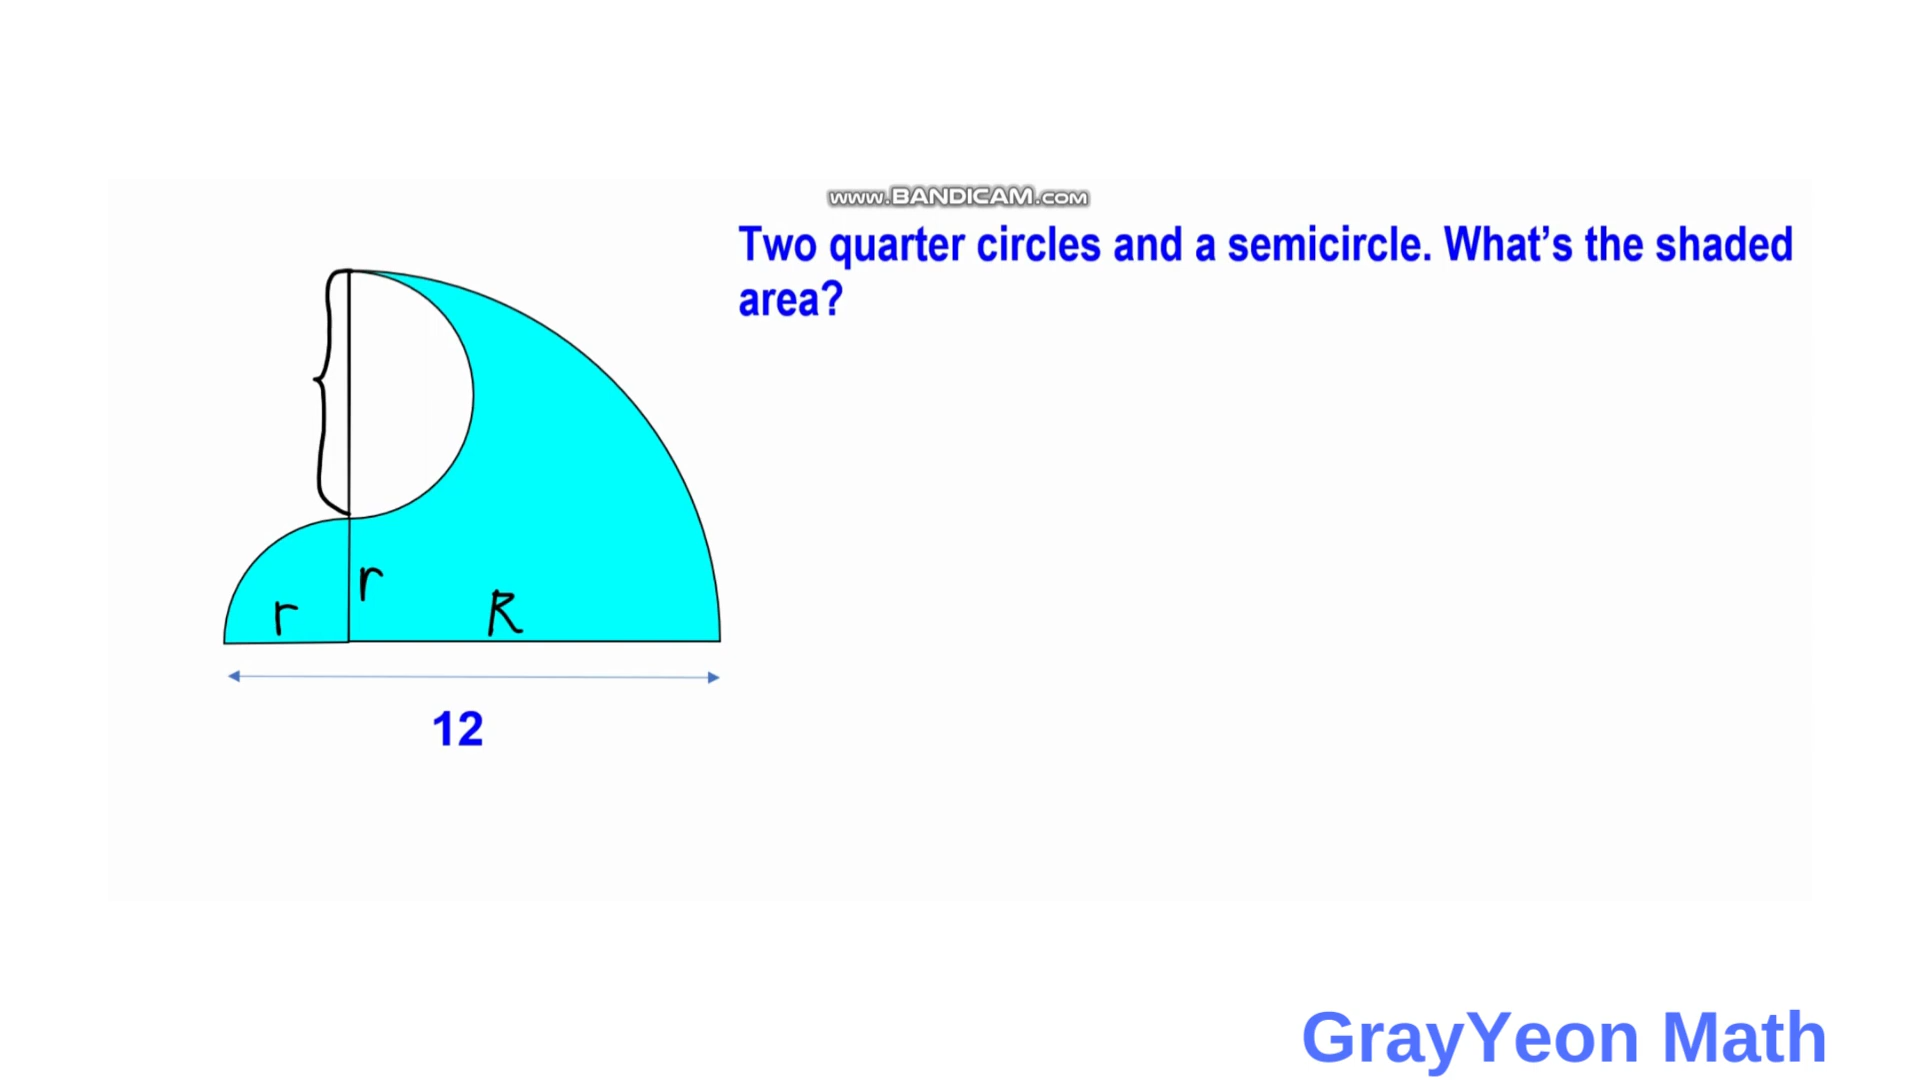 www.BANDICAM.com
Two quarter circles and a semicircle. What’s the shaded
area?
r
r
R
12
GrayYeon Math